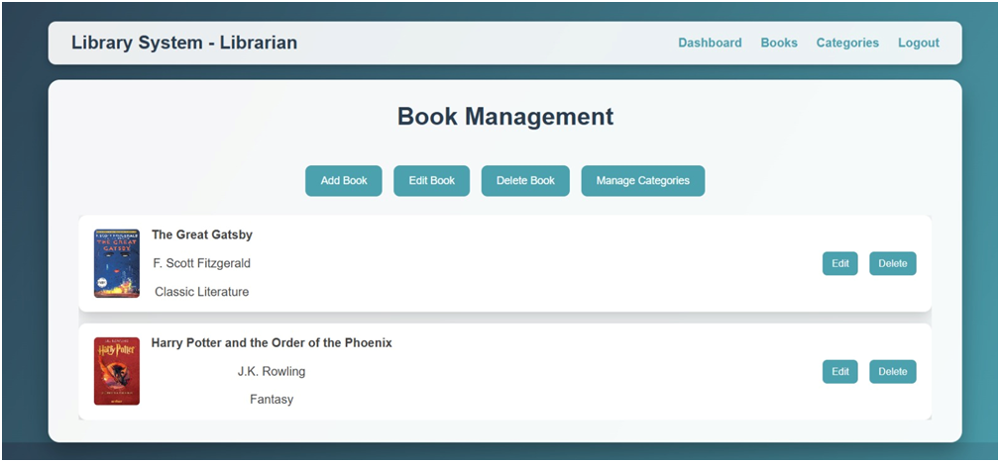 Library System - Librarian
Dashboard Books Categories Logout
Book Management
Add Book Edit Book Delete Book Manage Categories
THE GREAT
GATSBY
The Great Gatsby
F. Scott Fitzgerald
Classic Literature
Edit Delete
Harry Potter
Harry Potter and the Order of the Phoenix
J.K. Rowling
Fantasy
Edit Delete